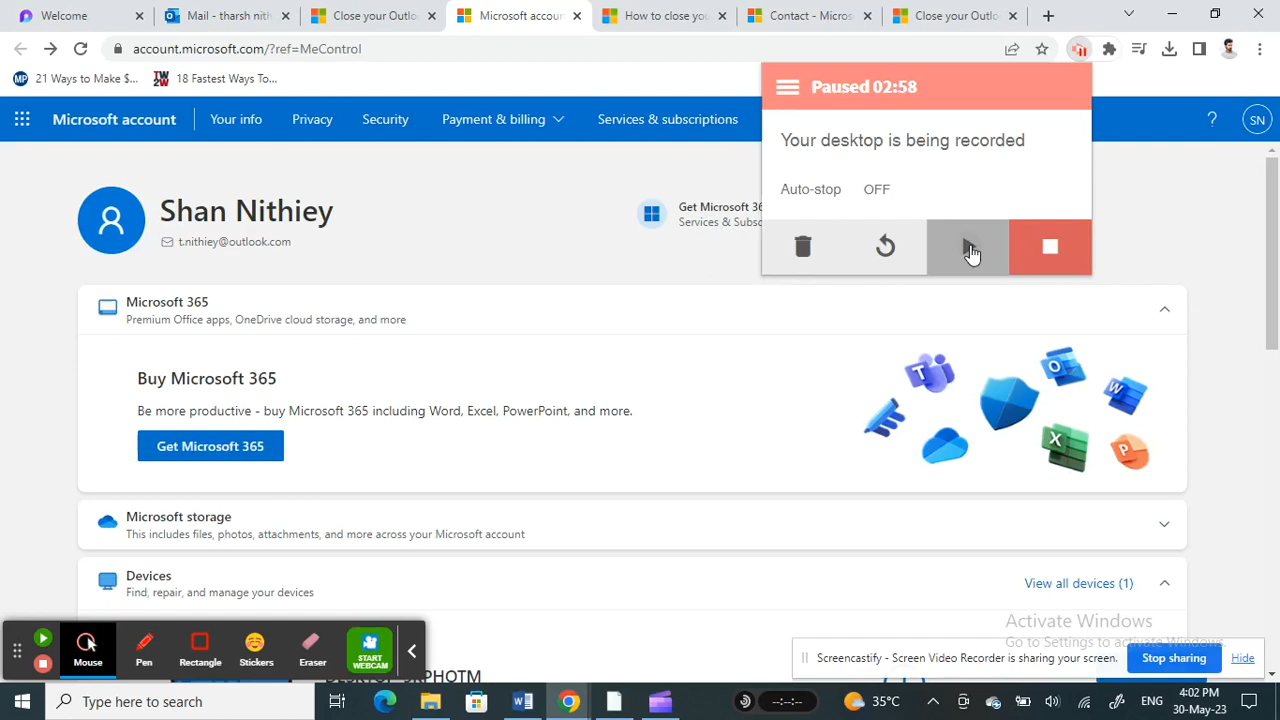 Welcome
Mail - tharsh nith
Close your Outlo
Microsoft accoun
How to close you
Contact - Micros
Close your Outlo
account.microsoft.com/?ref=MeControl
MP 21 Ways to Make $...
TW2W 18 Fastest Ways To...
Paused 02:58
Your desktop is being recorded
Auto-stop OFF
Microsoft account
Your info
Privacy
Security
Payment & billing
Services & subscriptions
? SN
Shan Nithiey
t.nithiey@outlook.com
Get Microsoft 36
Services & Subsc
Microsoft 365
Premium Office apps, OneDrive cloud storage, and more
Buy Microsoft 365
Be more productive - buy Microsoft 365 including Word, Excel, PowerPoint, and more.
Get Microsoft 365
Microsoft storage
This includes files, photos, attachments, and more across your Microsoft account
Devices
Find, repair, and manage your devices
View all devices (1)
Activate Windows
Go to Settings to activate Windows.
Mouse
Pen
Rectangle
Stickers
Eraser
START
WEBCAM
Screencastify - Screen Video Recorder is sharing your screen.
Stop sharing
Hide
Type here to search
--:--:--
35°C
ENG
4:02 PM
30-May-23